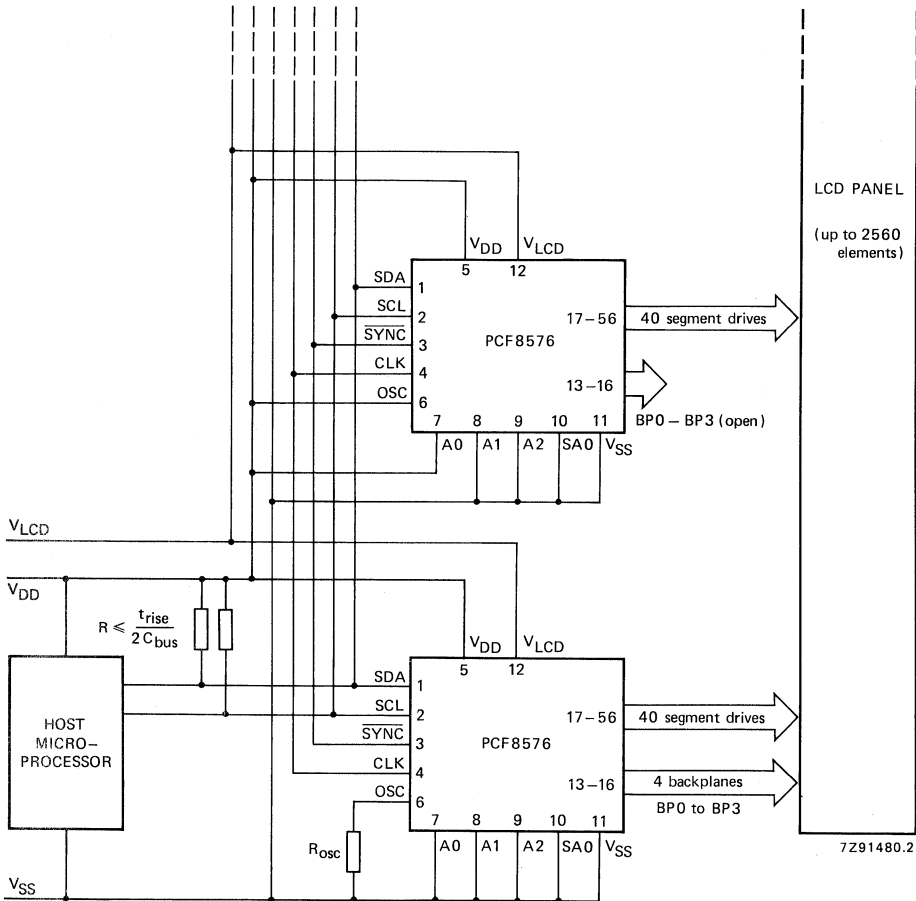 LCD PANEL
(up to 2560
elements)
VDD VLCD
5 12
SDA 1
SCL 2
SYNC 3
CLK 4
OSC 6
PCF8576
17–56
40 segment drives
13–16
BP0 – BP3 (open)
7 8 9 10 11
A0 A1 A2 SA0 VSS
VLCD
VDD
R ⩽ trise
2 Cbus
VDD VLCD
5 12
HOST
MICRO–
PROCESSOR
SDA 1
SCL 2
SYNC 3
CLK 4
OSC 6
PCF8576
17–56
40 segment drives
13–16
4 backplanes
BP0 to BP3
7 8 9 10 11
A0 A1 A2 SA0 VSS
Rosc
VSS
7Z91480.2